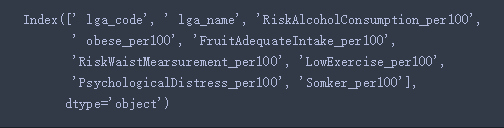 Index([' lga_code', ' lga_name', 'RiskAlcoholConsumption_per100',
' obese_per100', 'FruitAdequateIntake_per100',
'RiskWaistMearsurement_per100', 'LowExercise_per100',
'PsychologicalDistress_per100', 'Somker_per100'],
dtype='object')